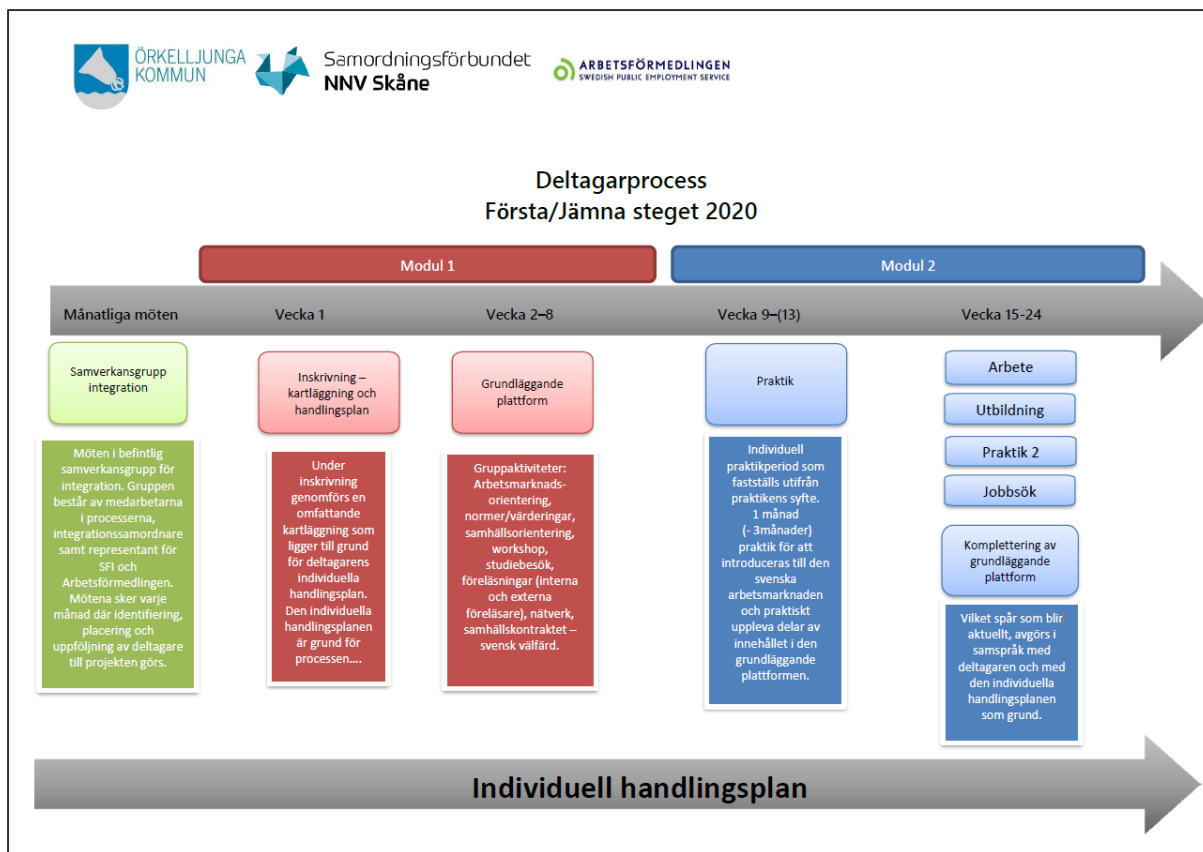 ÖRKELLJUNGA
KOMMUN
Samordningsförbundet
NNV Skåne
ARBETSFÖRMEDLINGEN
SWEDISH PUBLIC EMPLOYMENT SERVICE
Deltagarprocess
Första/Jämna steget 2020
Modul 1
Modul 2
Månatliga möten
Vecka 1
Vecka 2–8
Vecka 9–(13)
Vecka 15-24
Samverkansgrupp
integration
Möten i befintlig
samverkansgrupp för
integration. Gruppen
består av medarbetarna
i processerna,
integrationssamordnare
samt representant för
SFI och
Arbetsförmedlingen.
Mötena sker varje
månad där identifiering,
placering och
uppföljning av deltagare
till projekten görs.
Inskrivning –
kartläggning och
handlingsplan
Under
inskrivning
genomförs en
omfattande
kartläggning som
ligger till grund
för deltagarens
individuella
handlingsplan.
Den individuella
handlingsplanen
är grund för
processen….
Grundläggande
plattform
Gruppaktiviteter:
Arbetsmarknads-
orientering,
normer/värderingar,
samhällsorientering,
workshop,
studiebesök,
föreläsningar (interna
och externa
föreläsare), nätverk,
samhällskontraktet –
svensk välfärd.
Praktik
Individuell
praktikperiod som
fastställs utifrån
praktikens syfte.
1 månad
(- 3månader)
praktik för att
introduceras till den
svenska
arbetsmarknaden
och praktiskt
uppleva delar av
innehållet i den
grundläggande
plattformen.
Arbete
Utbildning
Praktik 2
Jobbsök
Komplettering av
grundläggande
plattform
Vilket spår som blir
aktuellt, avgörs i
samspråk med
deltagaren och med
den individuella
handlingsplanen
som grund.
Individuell handlingsplan